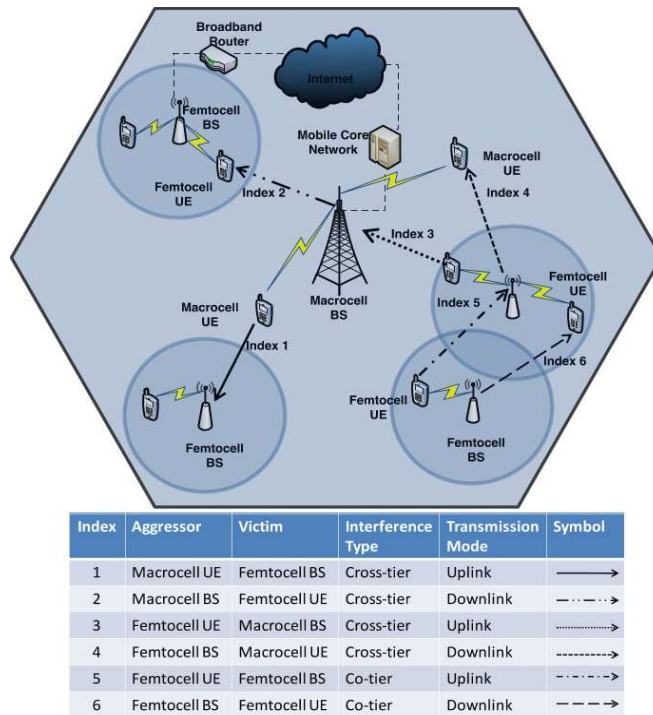 Broadband
Router
Internet
Femtocell
BS
Mobile Core
Network
Macrocell
UE
Femtocell
UE
Index 2
Index 4
Index 3
Macrocell
BS
Femtocell
UE
Index 5
Macrocell
UE
Index 1
Index 6
Femtocell
UE
Femtocell
BS
Femtocell
BS
Index Aggressor Victim Interference Type Transmission Mode Symbol
1 Macrocell UE Femtocell BS Cross-tier Uplink
2 Macrocell BS Femtocell UE Cross-tier Downlink
3 Femtocell UE Macrocell BS Cross-tier Uplink
4 Femtocell BS Macrocell UE Cross-tier Downlink
5 Femtocell UE Femtocell BS Co-tier Uplink
6 Femtocell BS Femtocell UE Co-tier Downlink